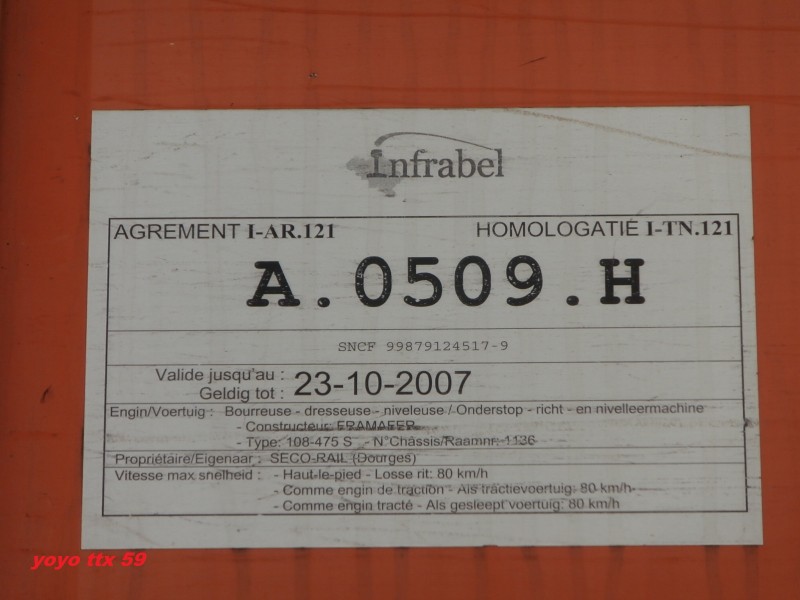 Infrabel
AGREMENT I-AR.121 HOMOLOGATIE I-TN.121
A.0509.H
SNCF 99879124517-9
Valide jusqu'au :
Geldig tot : 23-10-2007
Engin/Voertuig : Bourreuse - dresseuse - niveleuse / Onderstop - richt - en nivelleermachine
- Constructeur: FRAMAFER
- Type: 108-475 S - N°Châssis/Raamnr. 1136
Propriétaire/Eigenaar : SECO-RAIL (Dourges)
Vitesse max snelheid : - Haut-le-pied - Losse rit: 80 km/h
- Comme engin de traction - Als tractievoertuig: 80 km/h
- Comme engin tracté - Als gesleept voertuig: 80 km/h
yoyo ttx 59